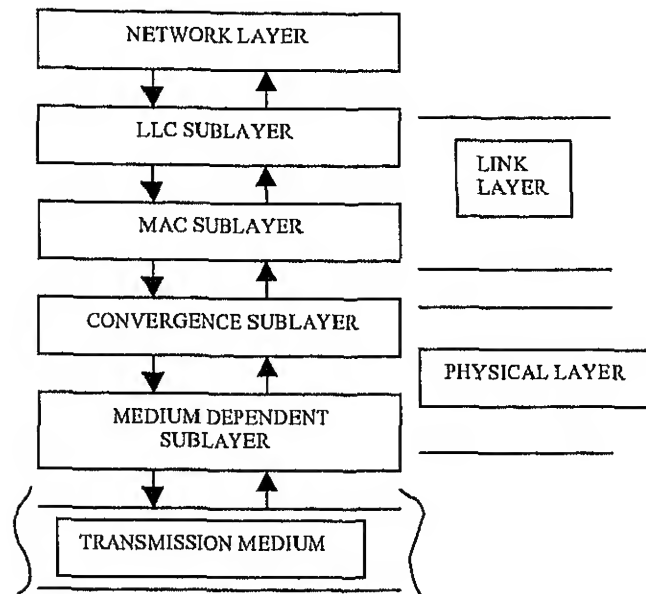 NETWORK LAYER
LLC SUBLAYER
LINK
LAYER
MAC SUBLAYER
CONVERGENCE SUBLAYER
PHYSICAL LAYER
MEDIUM DEPENDENT
SUBLAYER
TRANSMISSION MEDIUM